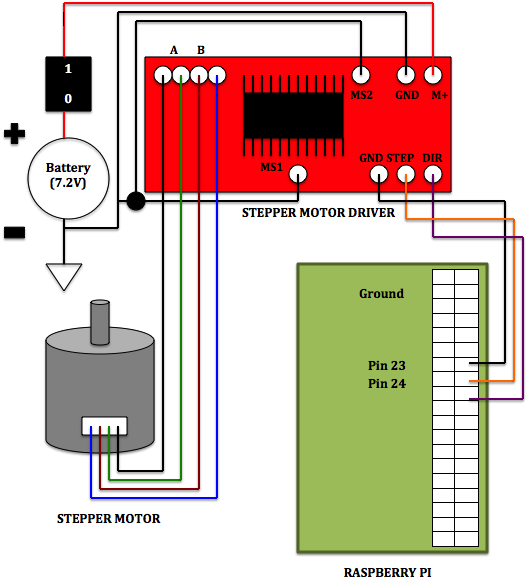 A B
1
0
MS2 GND M+
Battery
(7.2V)
MS1 GND STEP DIR
STEPPER MOTOR DRIVER
Ground
Pin 23
Pin 24
STEPPER MOTOR
RASPBERRY PI